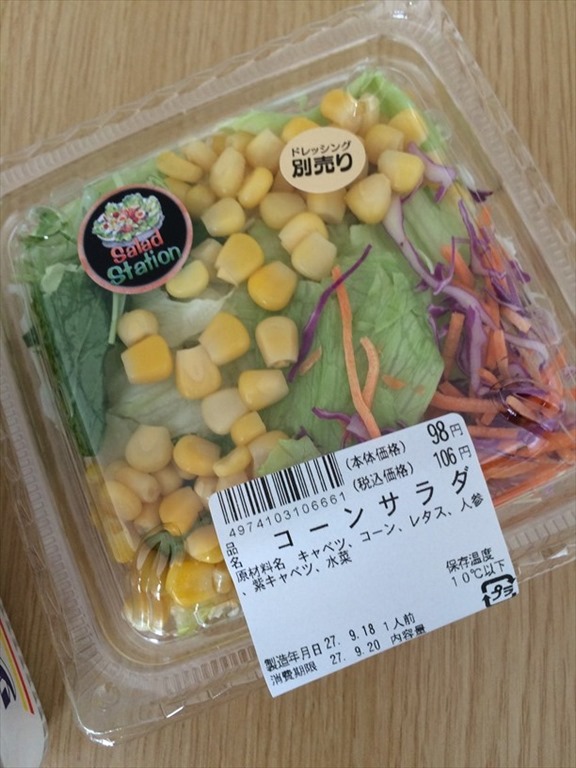 ドレッシング
別売り
Salad
Station
(本体価格) 98円
(税込価格) 106円
4974103106661
品名 コーンサラダ
原材料名 キャベツ、コーン、レタス、人参
、紫キャベツ、水菜
保存温度
10℃以下
プラ
製造年月日 27. 9.18 1人前
消費期限 27. 9.20 内容量